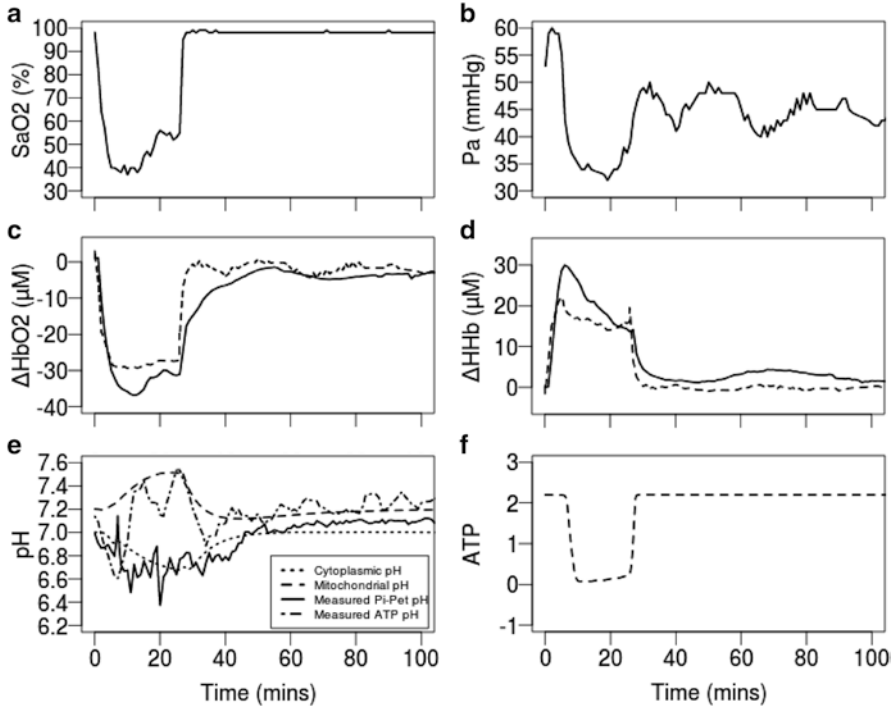 a
SaO2 (%)
100
90
80
70
60
50
40
30
b
Pa (mmHg)
60
55
50
45
40
35
30
c
ΔHbO2 (µM)
0
-10
-20
-30
-40
d
ΔHHb (µM)
30
20
10
0
e
pH
7.6
7.4
7.2
7.0
6.8
6.6
6.4
6.2
Cytoplasmic pH
Mitochondrial pH
Measured Pi-Pet pH
Measured ATP pH
0 20 40 60 80 100
Time (mins)
f
ATP
3
2
1
0
-1
0 20 40 60 80 100
Time (mins)